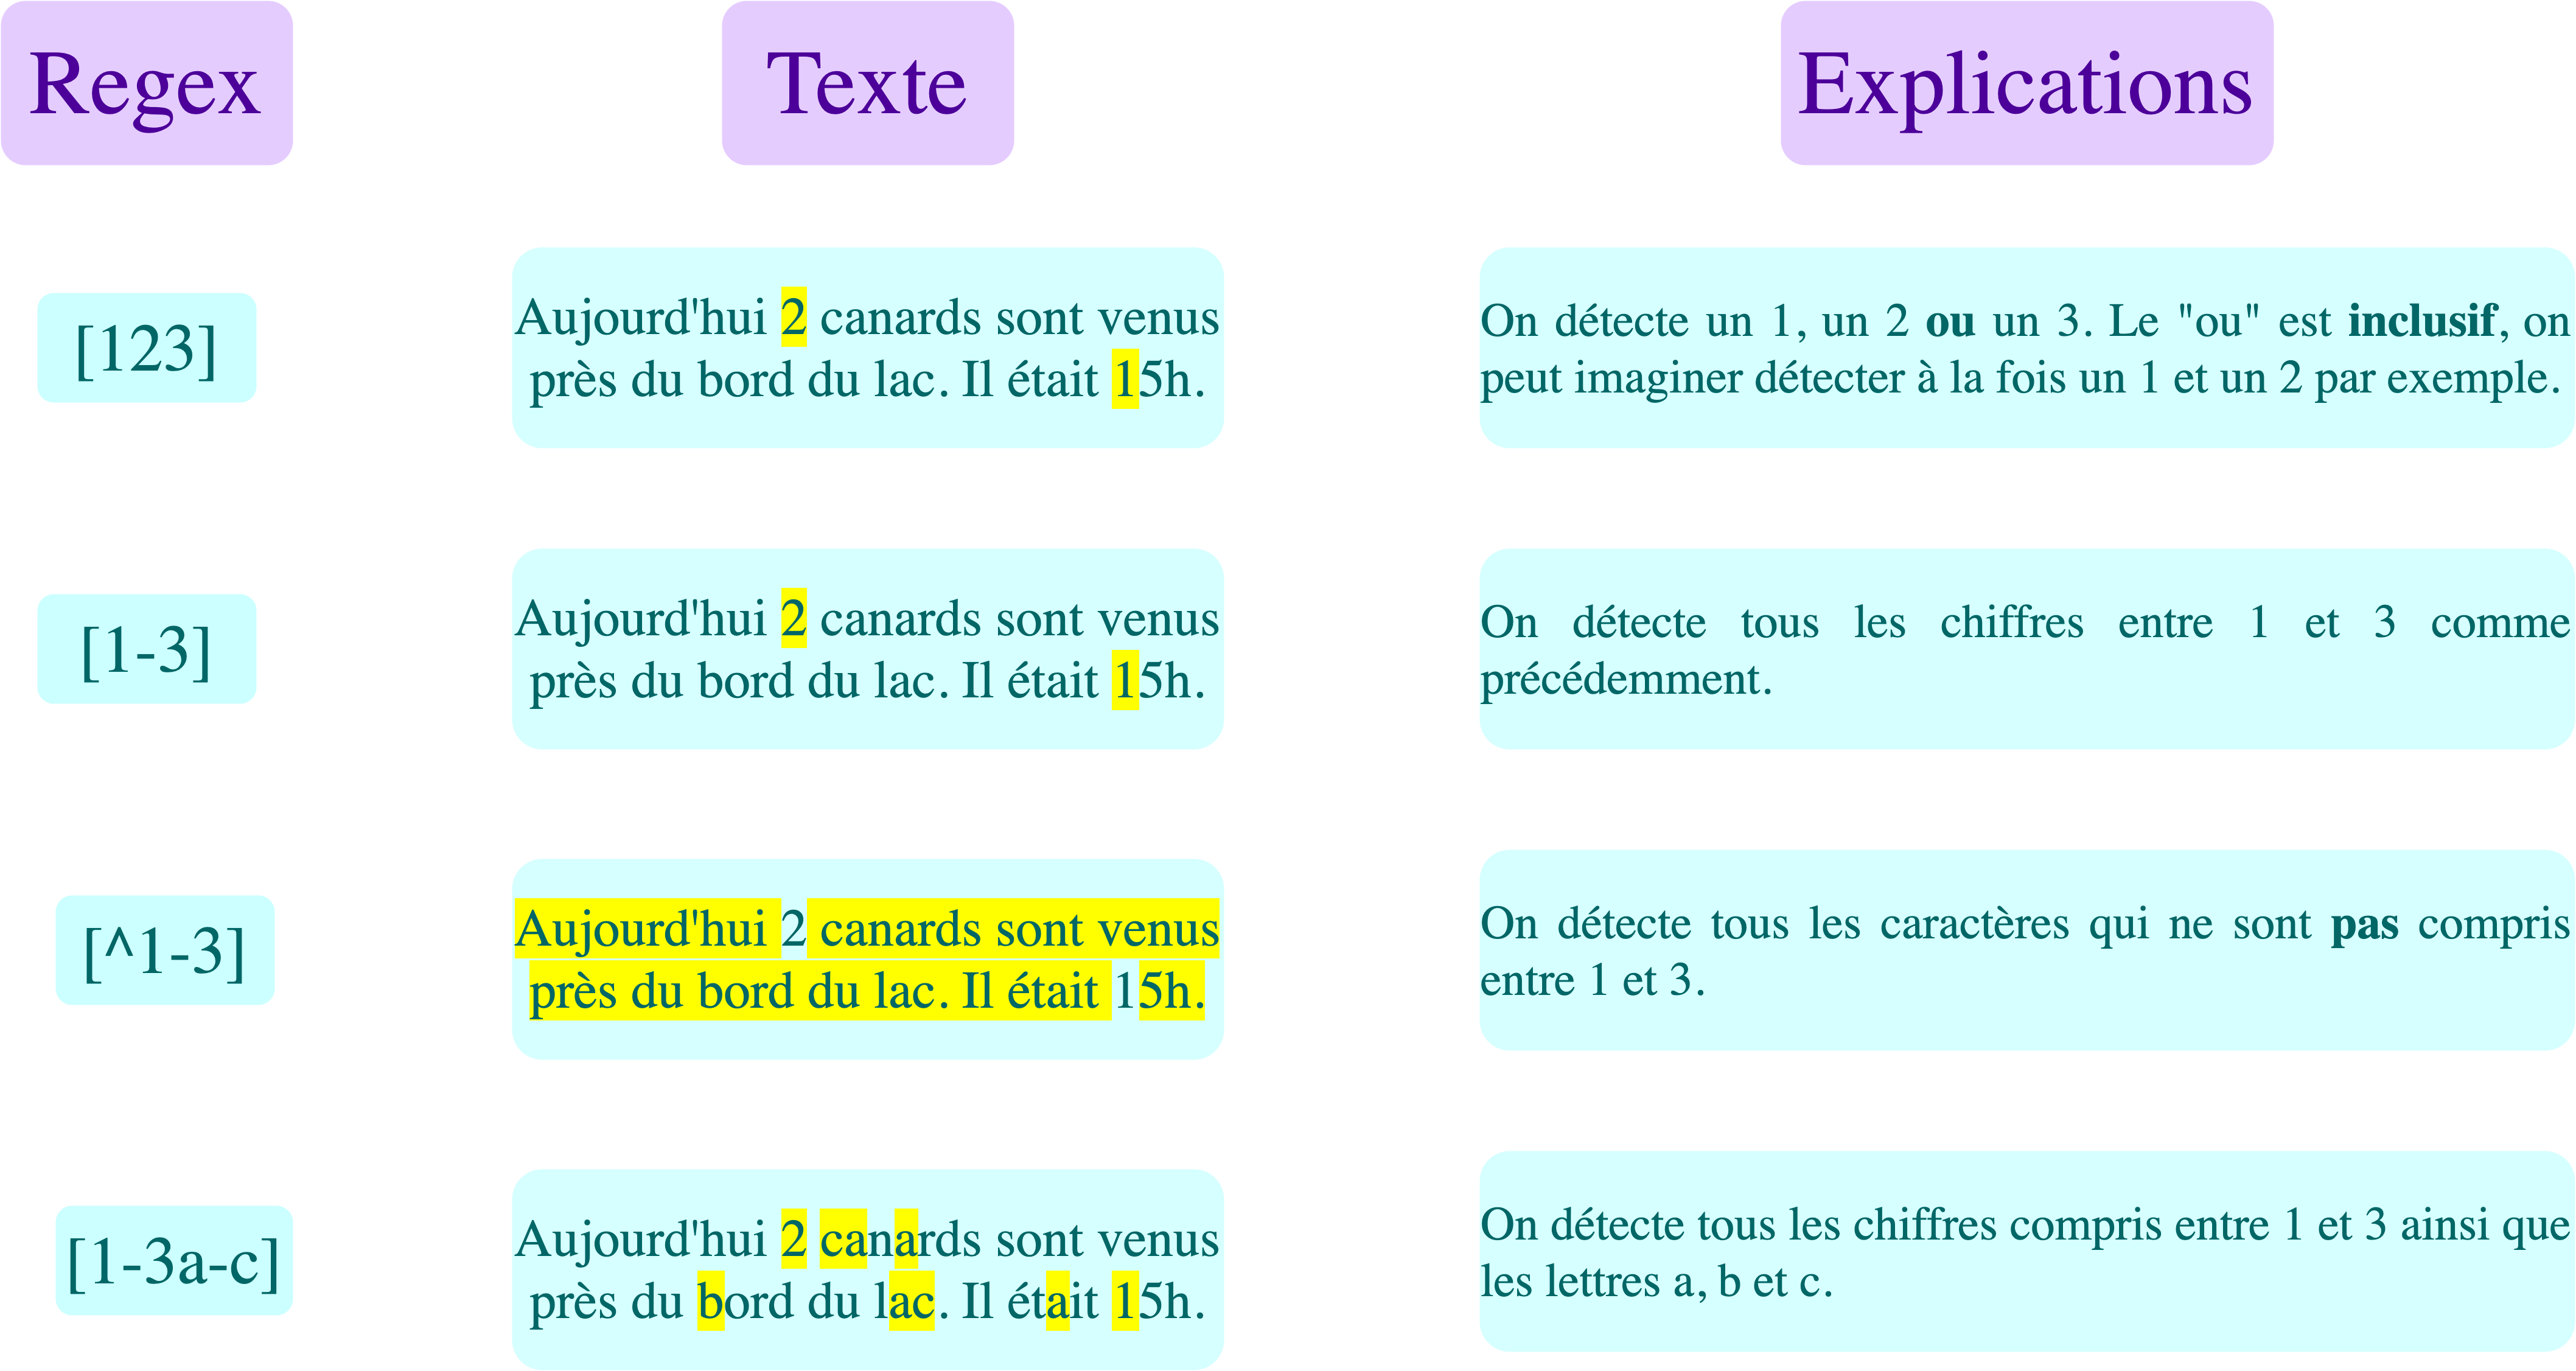 Regex
Texte
Explications
[123]
Aujourd'hui 2 canards sont venus
près du bord du lac. Il était 15h.
On détecte un 1, un 2 ou un 3. Le "ou" est inclusif, on
peut imaginer détecter à la fois un 1 et un 2 par exemple.
[1-3]
Aujourd'hui 2 canards sont venus
près du bord du lac. Il était 15h.
On détecte tous les chiffres entre 1 et 3 comme
précédemment.
[^1-3]
Aujourd'hui 2 canards sont venus
près du bord du lac. Il était 15h.
On détecte tous les caractères qui ne sont pas compris
entre 1 et 3.
[1-3a-c]
Aujourd'hui 2 canards sont venus
près du bord du lac. Il était 15h.
On détecte tous les chiffres compris entre 1 et 3 ainsi que
les lettres a, b et c.